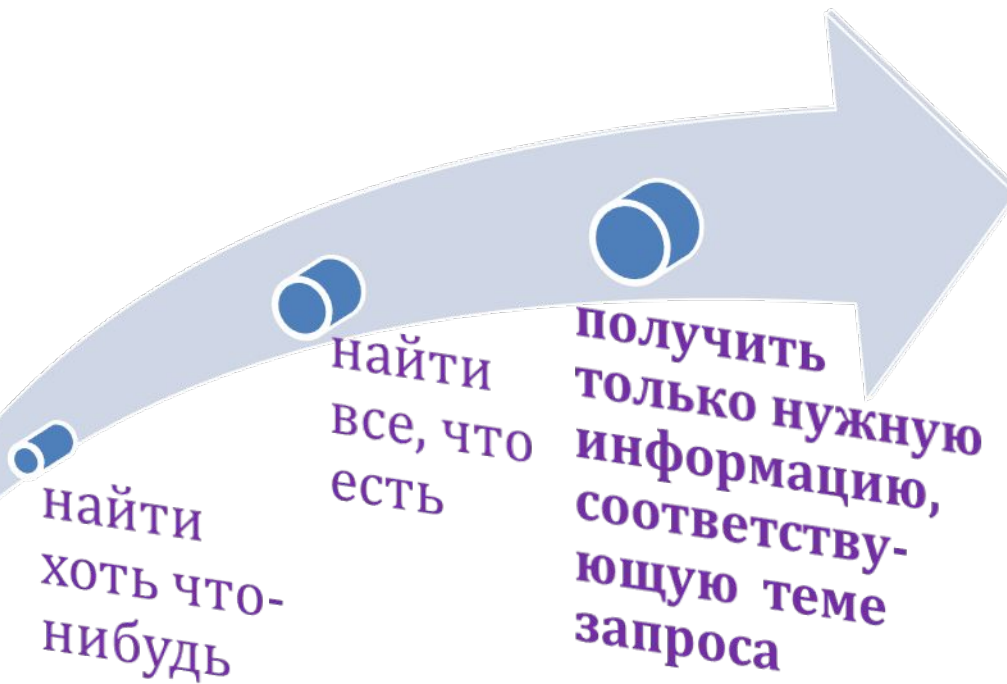 найти
хоть что-
нибудь
найти
все, что
есть
получить
только нужную
информацию,
соответству-
ющую теме
запроса